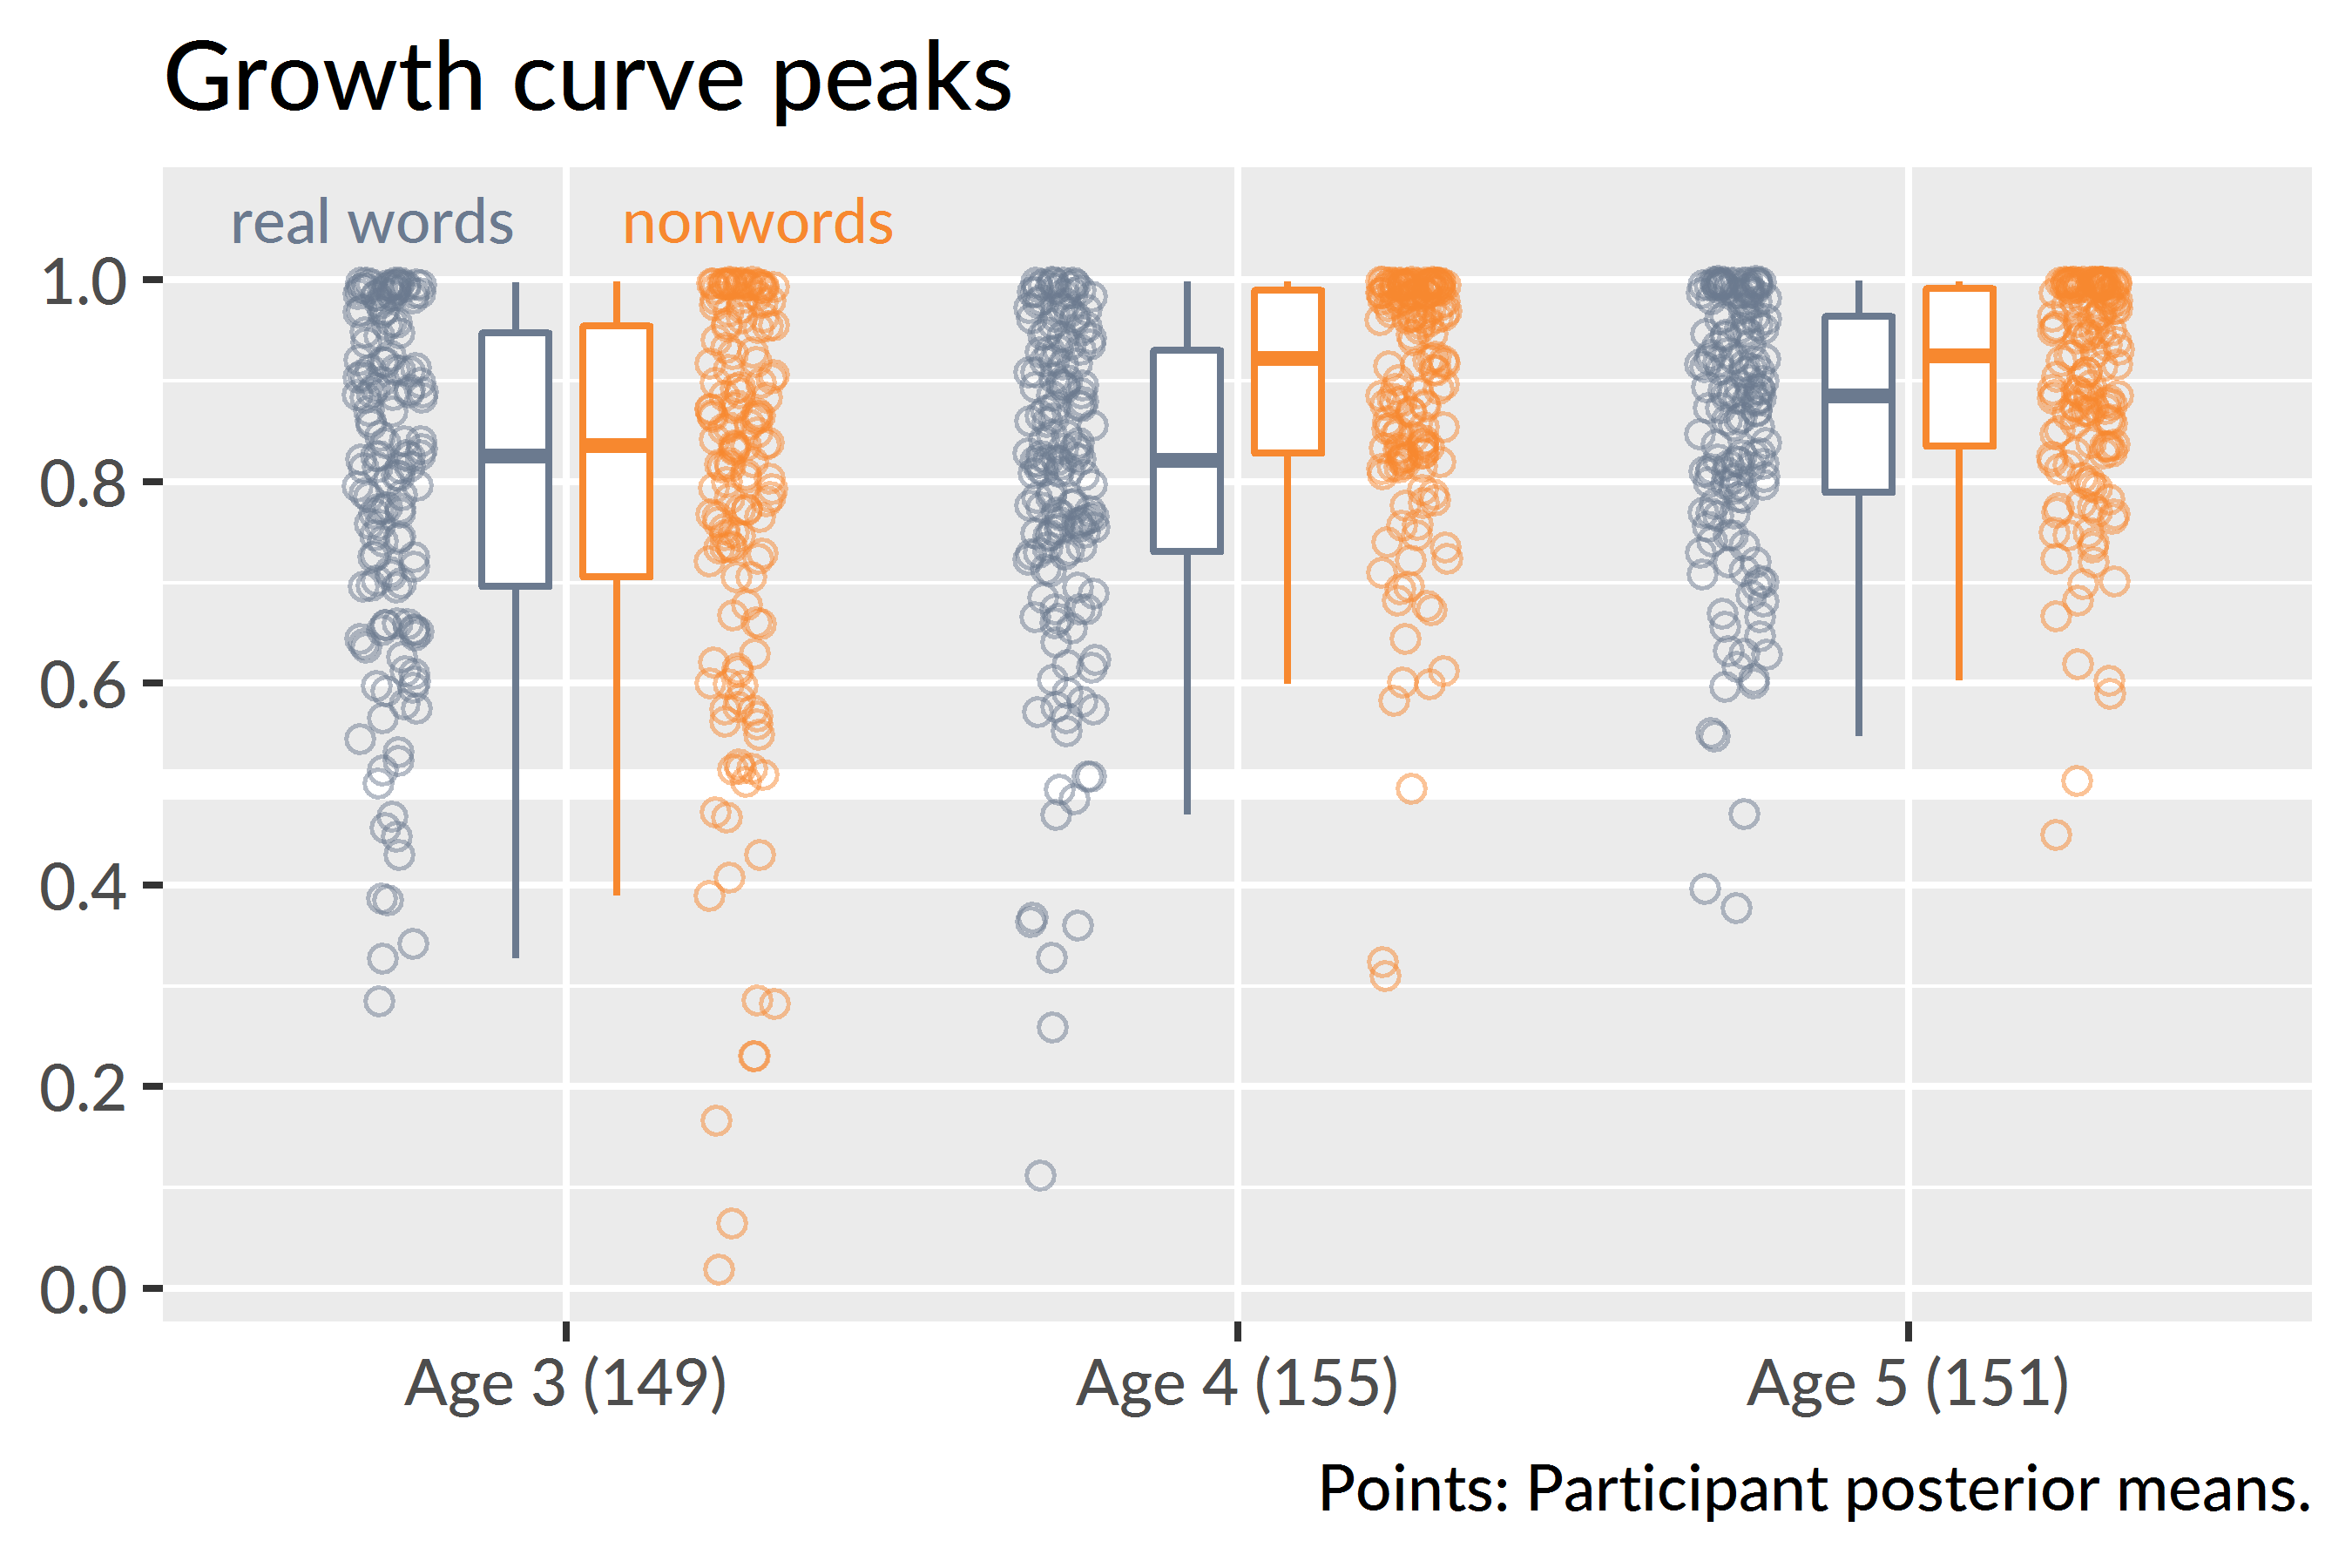 Growth curve peaks
real words
nonwords
1.0
0.8
0.6
0.4
0.2
0.0
Age 3 (149)
Age 4 (155)
Age 5 (151)
Points: Participant posterior means.